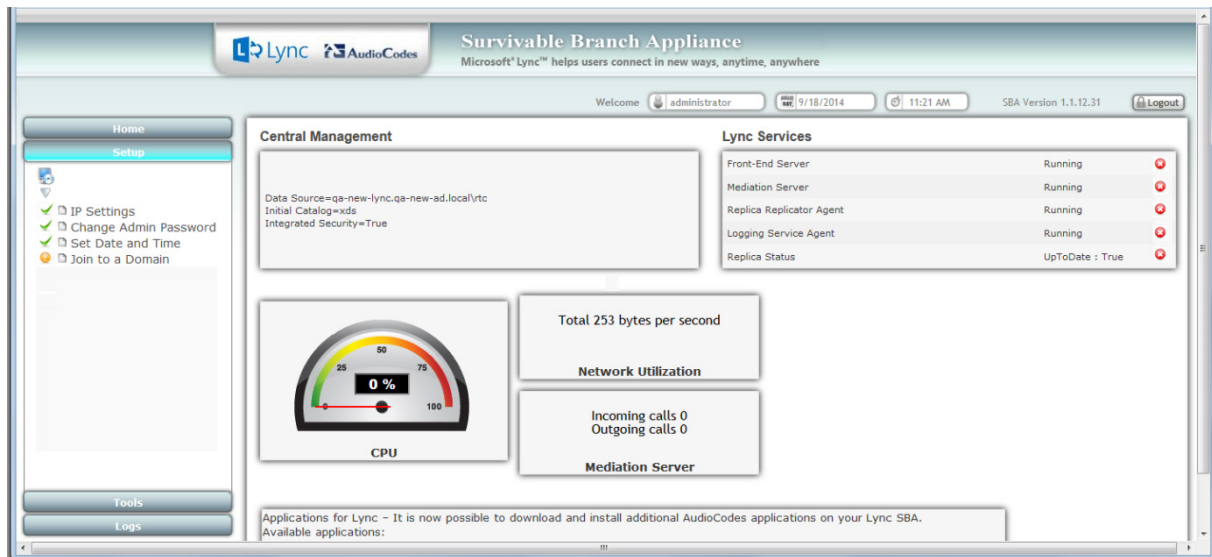 Lync AudioCodes
Survivable Branch Appliance
Microsoft® Lync™ helps users connect in new ways, anytime, anywhere
Welcome administrator 9/18/2014 11:21 AM SBA Version 1.1.12.31 Logout
Home
Setup
IP Settings
Change Admin Password
Set Date and Time
Join to a Domain
Tools
Logs
Central Management
Data Source=qa-new-lync.qa-new-ad.local\rtc
Initial Catalog=xds
Integrated Security=True
Lync Services
Front-End Server Running
Mediation Server Running
Replica Replicator Agent Running
Logging Service Agent Running
Replica Status UpToDate : True
50
25 75
0 %
0 100
CPU
Total 253 bytes per second
Network Utilization
Incoming calls 0
Outgoing calls 0
Mediation Server
Applications for Lync – It is now possible to download and install additional AudioCodes applications on your Lync SBA.
Available applications: